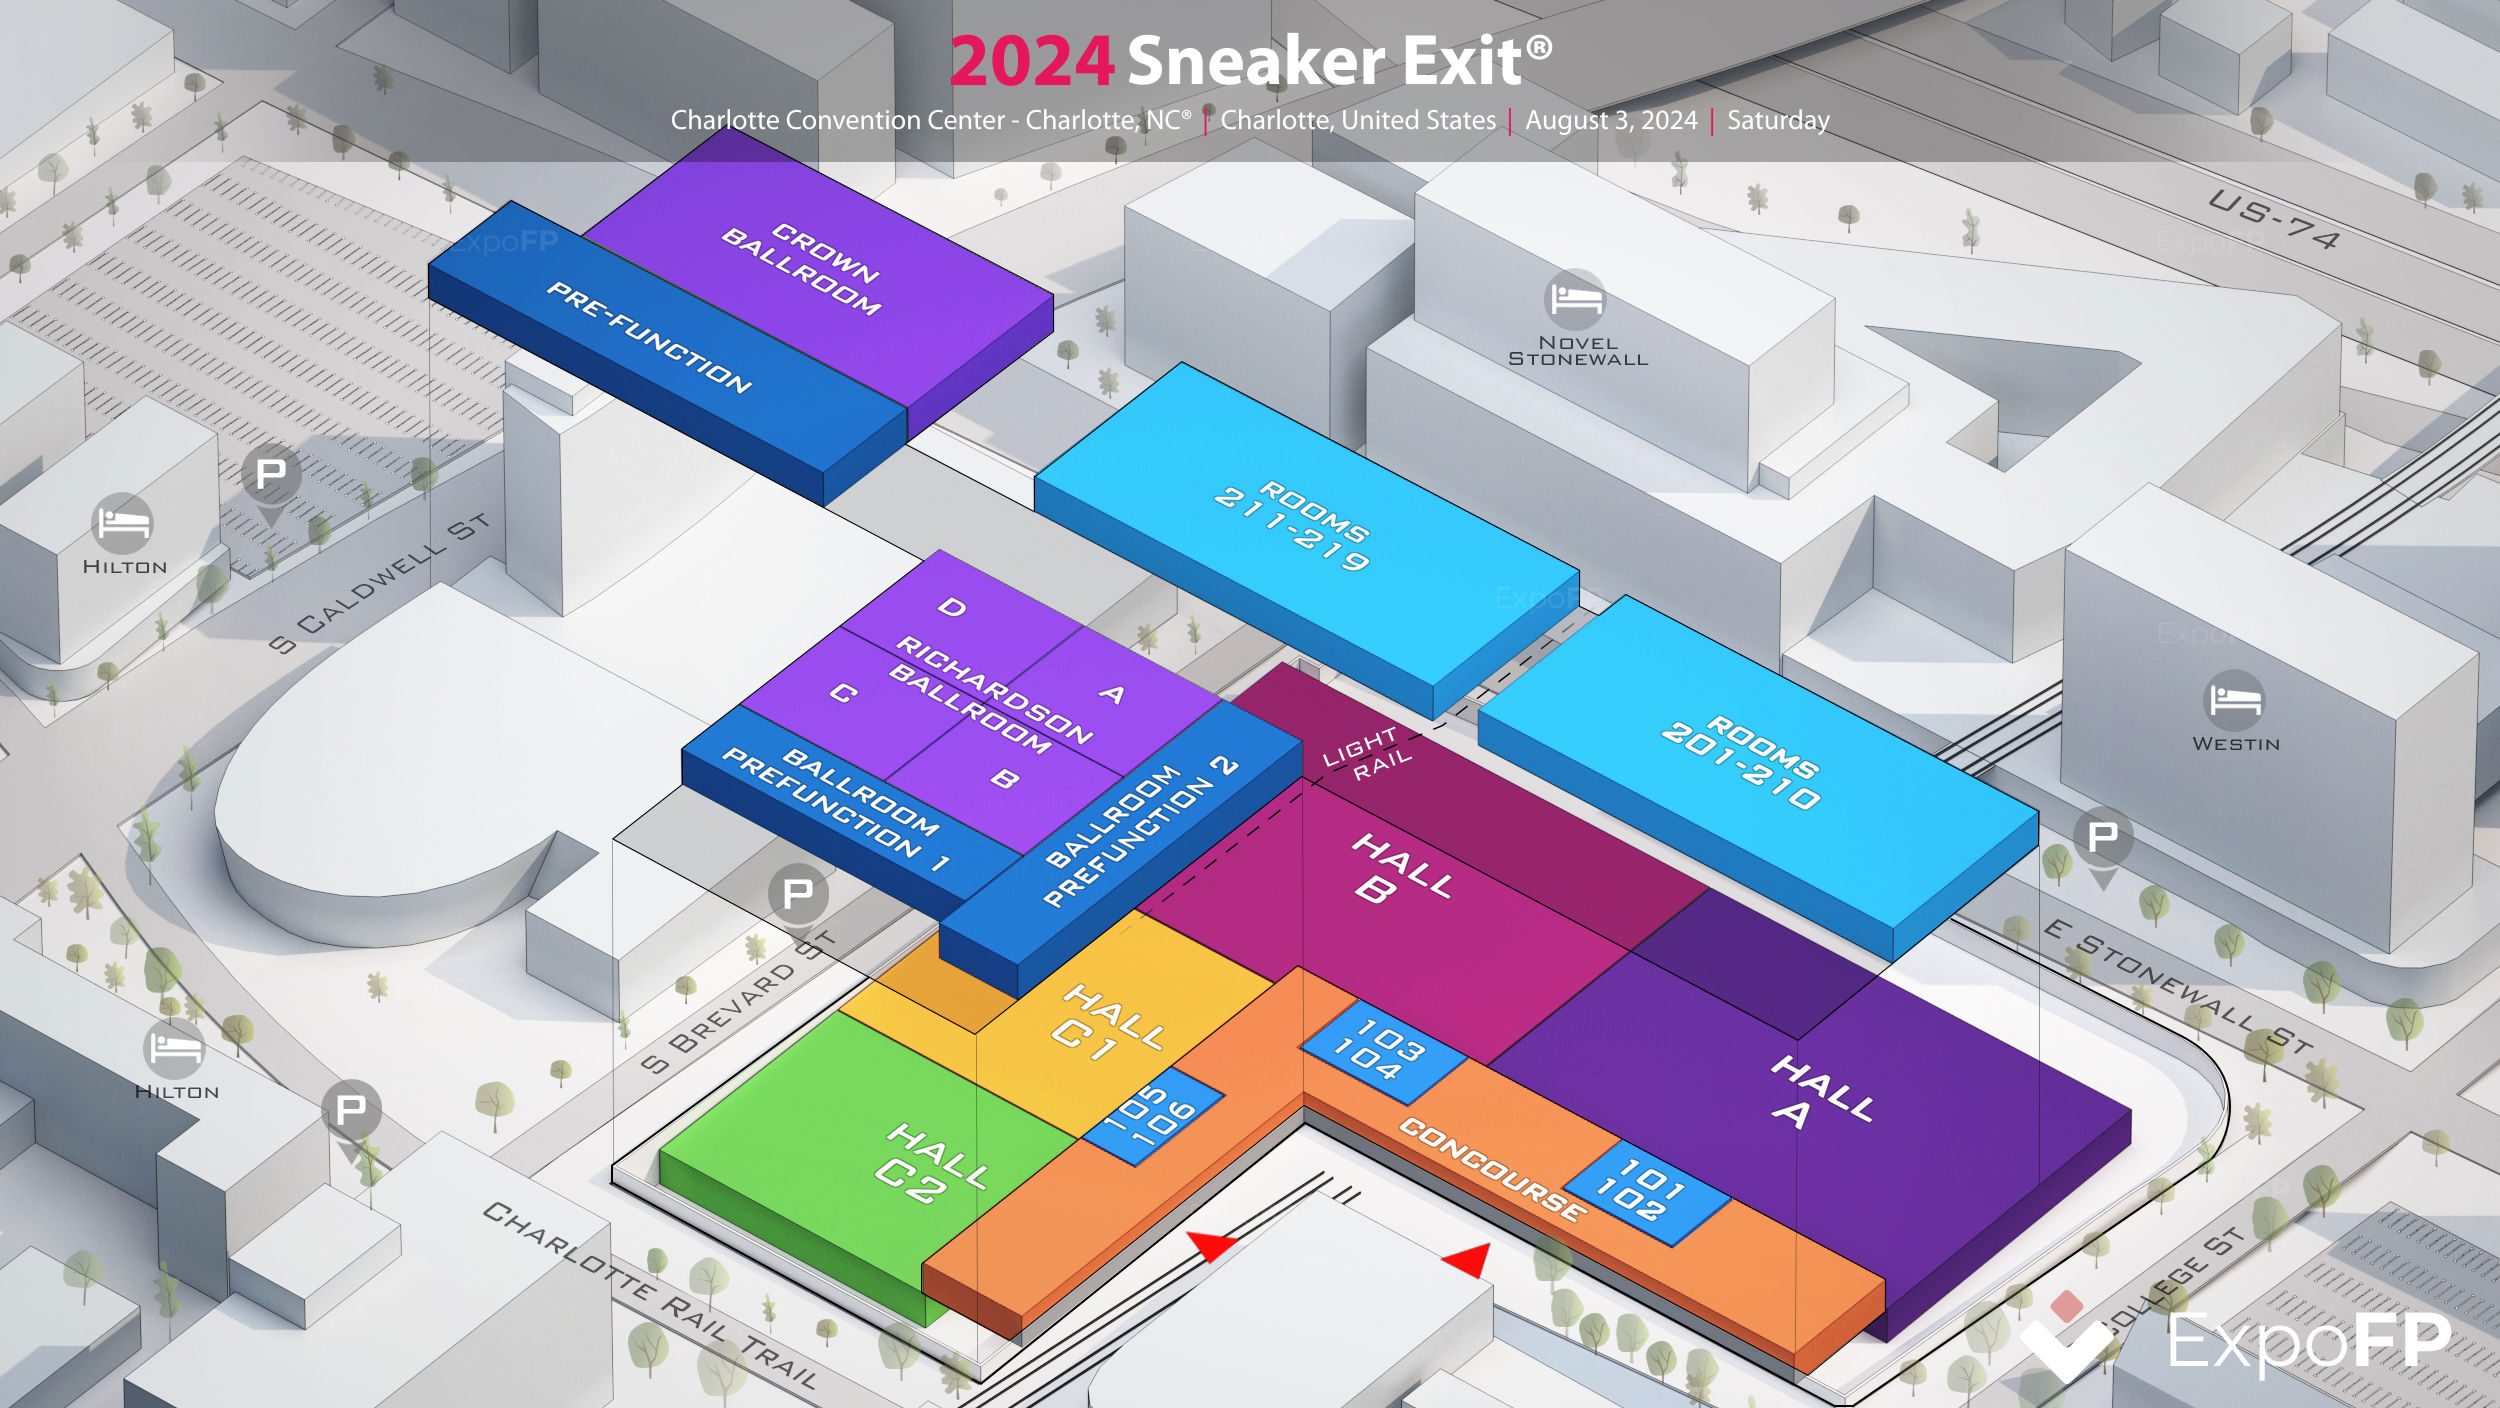 2024 Sneaker Exit®
Charlotte Convention Center - Charlotte, NC® | Charlotte, United States | August 3, 2024 | Saturday
US-74
CROWN
BALLROOM
PRE-FUNCTION
ExpoFP
NOVEL
STONEWALL
ExpoFP
P
HILTON
S CALDWELL ST
ROOMS
211-219
ExpoFP
ExpoFP
D
RICHARDSON
BALLROOM
A
C
B
BALLROOM
PREFUNCTION 1
BALLROOM
PREFUNCTION 2
LIGHT
RAIL
ROOMS
201-210
WESTIN
P
P
HALL
B
E STONEWALL ST
S BREVARD ST
HALL
C1
103
104
HILTON
P
HALL
A
105
106
HALL
C2
CONCOURSE
101
102
CHARLOTTE RAIL TRAIL
COLLEGE ST
ExpoFP